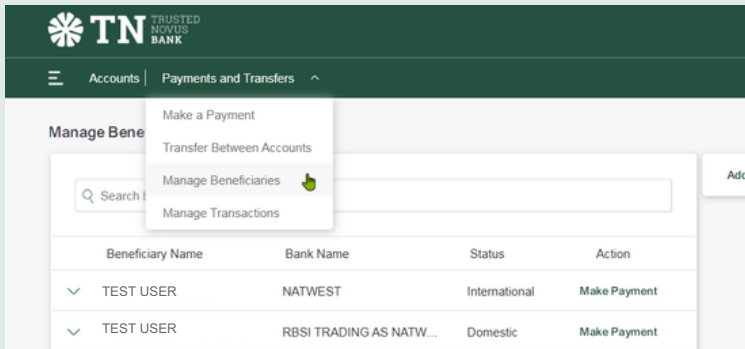 TN TRUSTED
NOVUS
BANK
Accounts | Payments and Transfers
Make a Payment
Manage Bene
Transfer Between Accounts
Manage Beneficiaries
Search
Manage Transactions
Beneficiary Name Bank Name Status Action
TEST USER NATWEST International Make Payment
TEST USER RBSI TRADING AS NATW... Domestic Make Payment